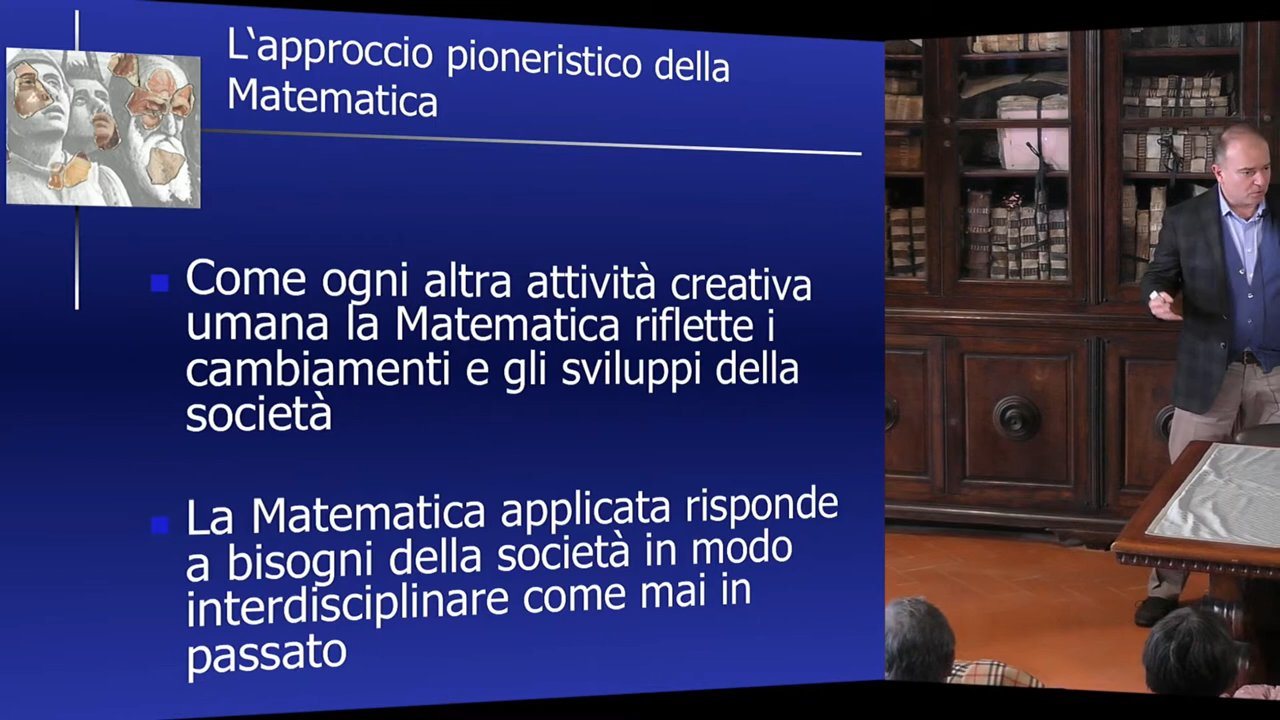 L‘approccio pioneristico della
Matematica
Come ogni altra attività creativa
umana la Matematica riflette i
cambiamenti e gli sviluppi della
società
La Matematica applicata risponde
a bisogni della società in modo
interdisciplinare come mai in
passato